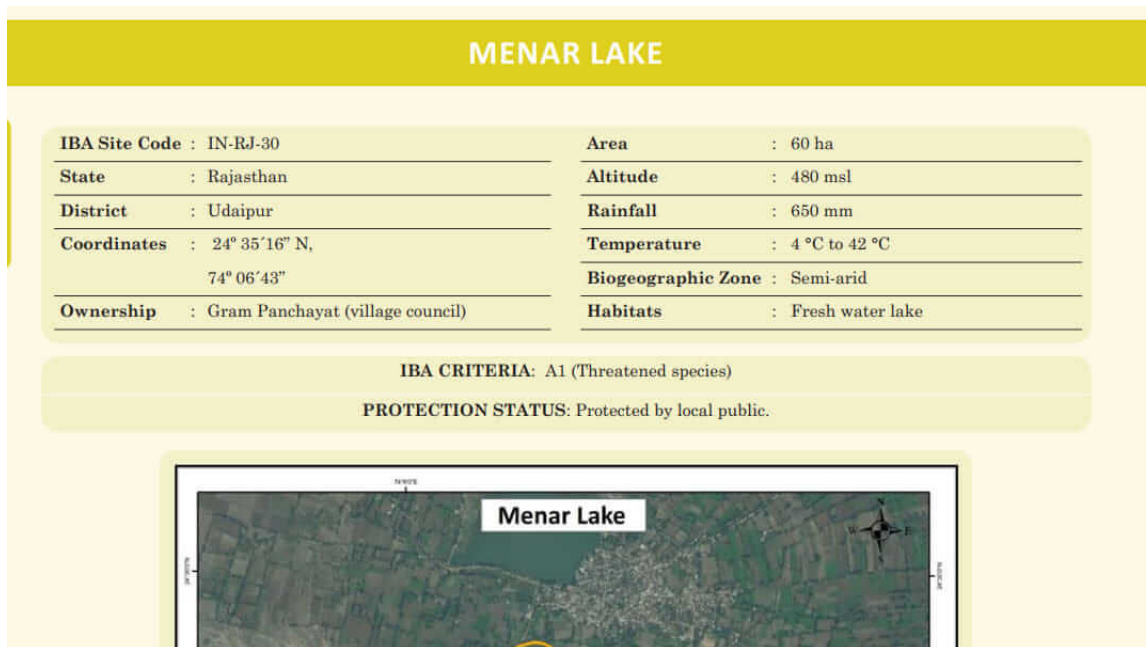 MENAR LAKE
IBA Site Code : IN-RJ-30
State : Rajasthan
District : Udaipur
Coordinates : 24° 35´16” N,
74° 06´43”
Ownership : Gram Panchayat (village council)
Area : 60 ha
Altitude : 480 msl
Rainfall : 650 mm
Temperature : 4 °C to 42 °C
Biogeographic Zone : Semi-arid
Habitats : Fresh water lake
IBA CRITERIA: A1 (Threatened species)
PROTECTION STATUS: Protected by local public.
Menar Lake
N
W
E